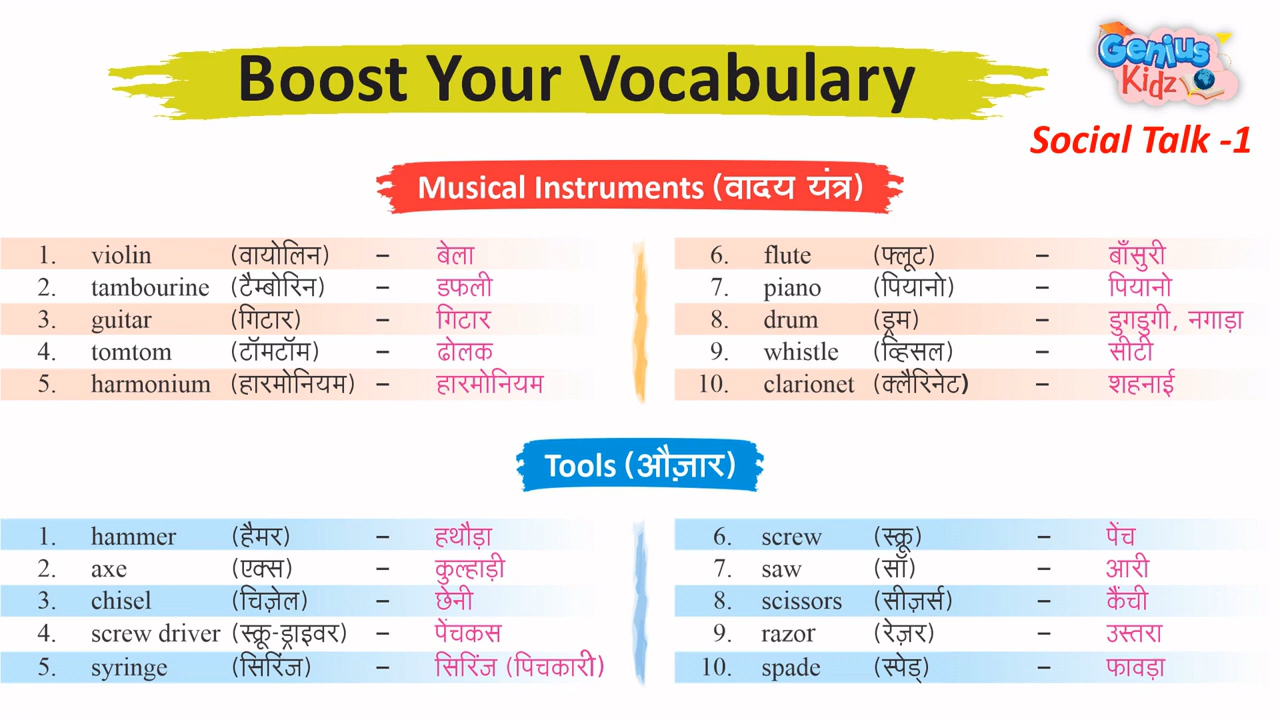 Boost Your Vocabulary
Genius
Kidz
Social Talk -1
Musical Instruments (वादय यंत्र)
1. violin (वायोलिन) – बेला
2. tambourine (टैम्बोरिन) – डफली
3. guitar (गिटार) – गिटार
4. tomtom (टॉमटॉम) – ढोलक
5. harmonium (हारमोनियम) – हारमोनियम
6. flute (फ्लूट) – बाँसुरी
7. piano (पियानो) – पियानो
8. drum (ड्रम) – डुगडुगी, नगाड़ा
9. whistle (व्हिसल) – सीटी
10. clarionet (क्लैरिनेट) – शहनाई
Tools (औज़ार)
1. hammer (हैमर) – हथौड़ा
2. axe (एक्स) – कुल्हाड़ी
3. chisel (चिज़ेल) – छेनी
4. screw driver (स्क्रू-ड्राइवर) – पेंचकस
5. syringe (सिरिंज) – सिरिंज (पिचकारी)
6. screw (स्क्रू) – पेंच
7. saw (सॉ) – आरी
8. scissors (सीज़र्स) – कैंची
9. razor (रेज़र) – उस्तरा
10. spade (स्पेड्) – फावड़ा